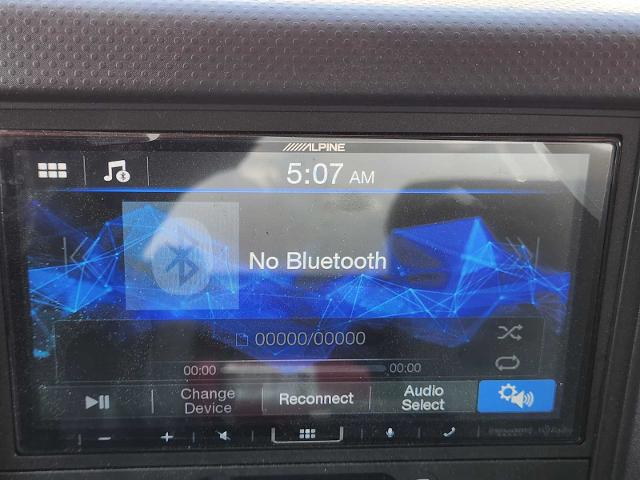 ALPINE
5:07 AM
No Bluetooth
00000/00000
00:00 00:00
Change Device
Reconnect
Audio Select